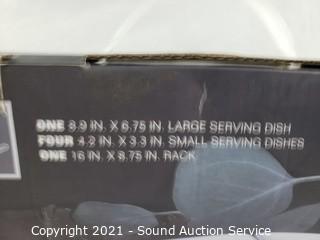 ONE 8.9 IN. X 6.75 IN. LARGE SERVING DISH
FOUR 4.2 IN. X 3.3 IN. SMALL SERVING DISHES
ONE 16 IN. X 8.75 IN. RACK
Copyright 2021 - Sound Auction Service